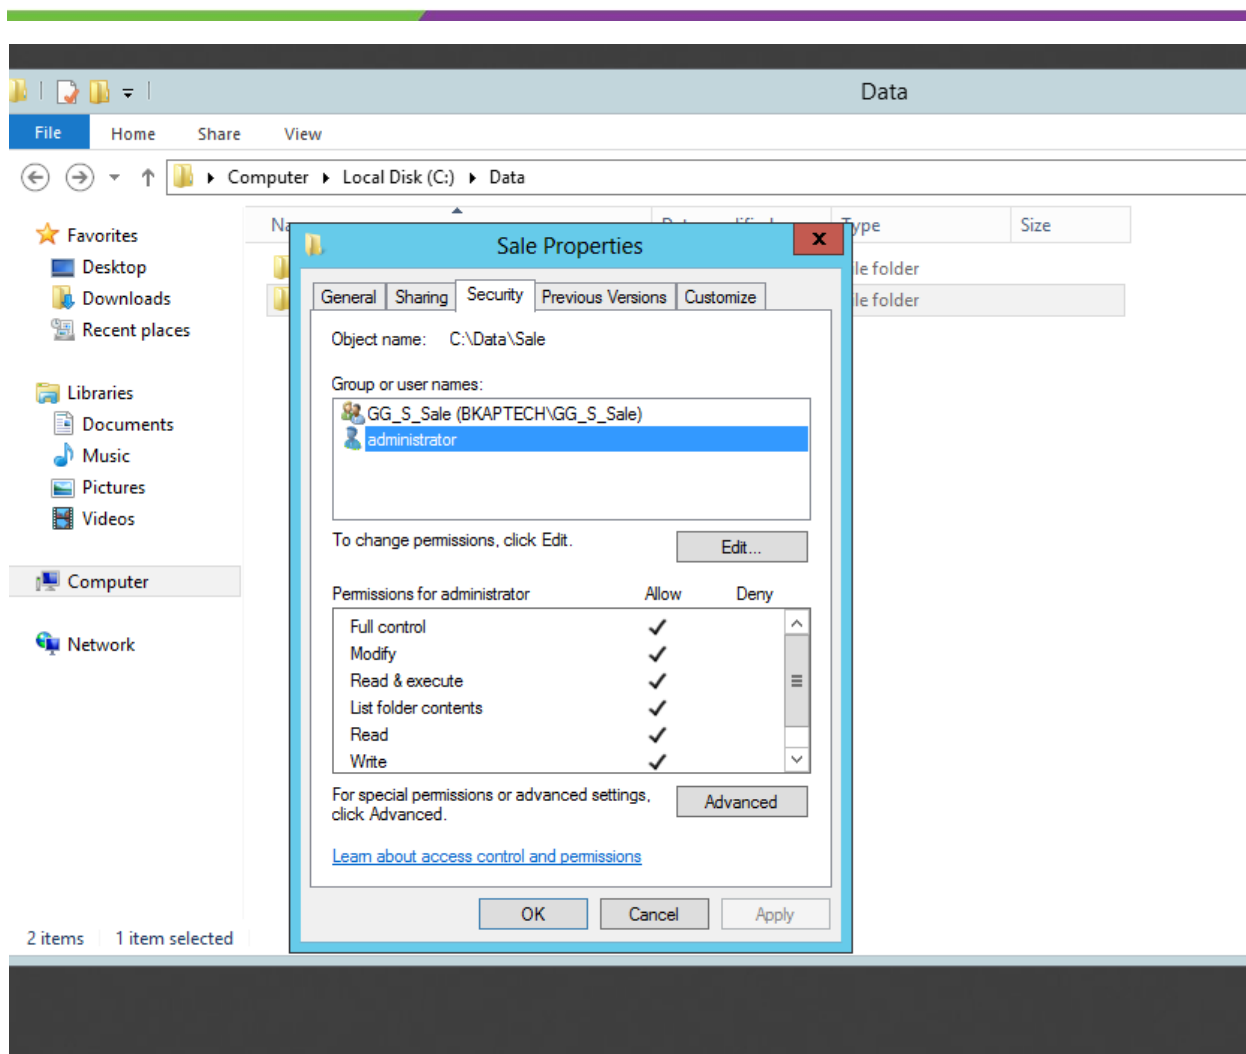 Data
File Home Share View
Computer Local Disk (C:) Data
Favorites
Desktop
Downloads
Recent places
Libraries
Documents
Music
Pictures
Videos
Computer
Network
Size
Sale Properties
General Sharing Security Previous Versions Customize
Object name: C:\Data\Sale
Group or user names:
GG_S_Sale (BKAPTECH\GG_S_Sale)
administrator
To change permissions, click Edit.
Edit...
Permissions for administrator Allow Deny
Full control
Modify
Read & execute
List folder contents
Read
Write
For special permissions or advanced settings,
click Advanced.
Advanced
Learn about access control and permissions
OK Cancel Apply
folder
folder
2 items 1 item selected